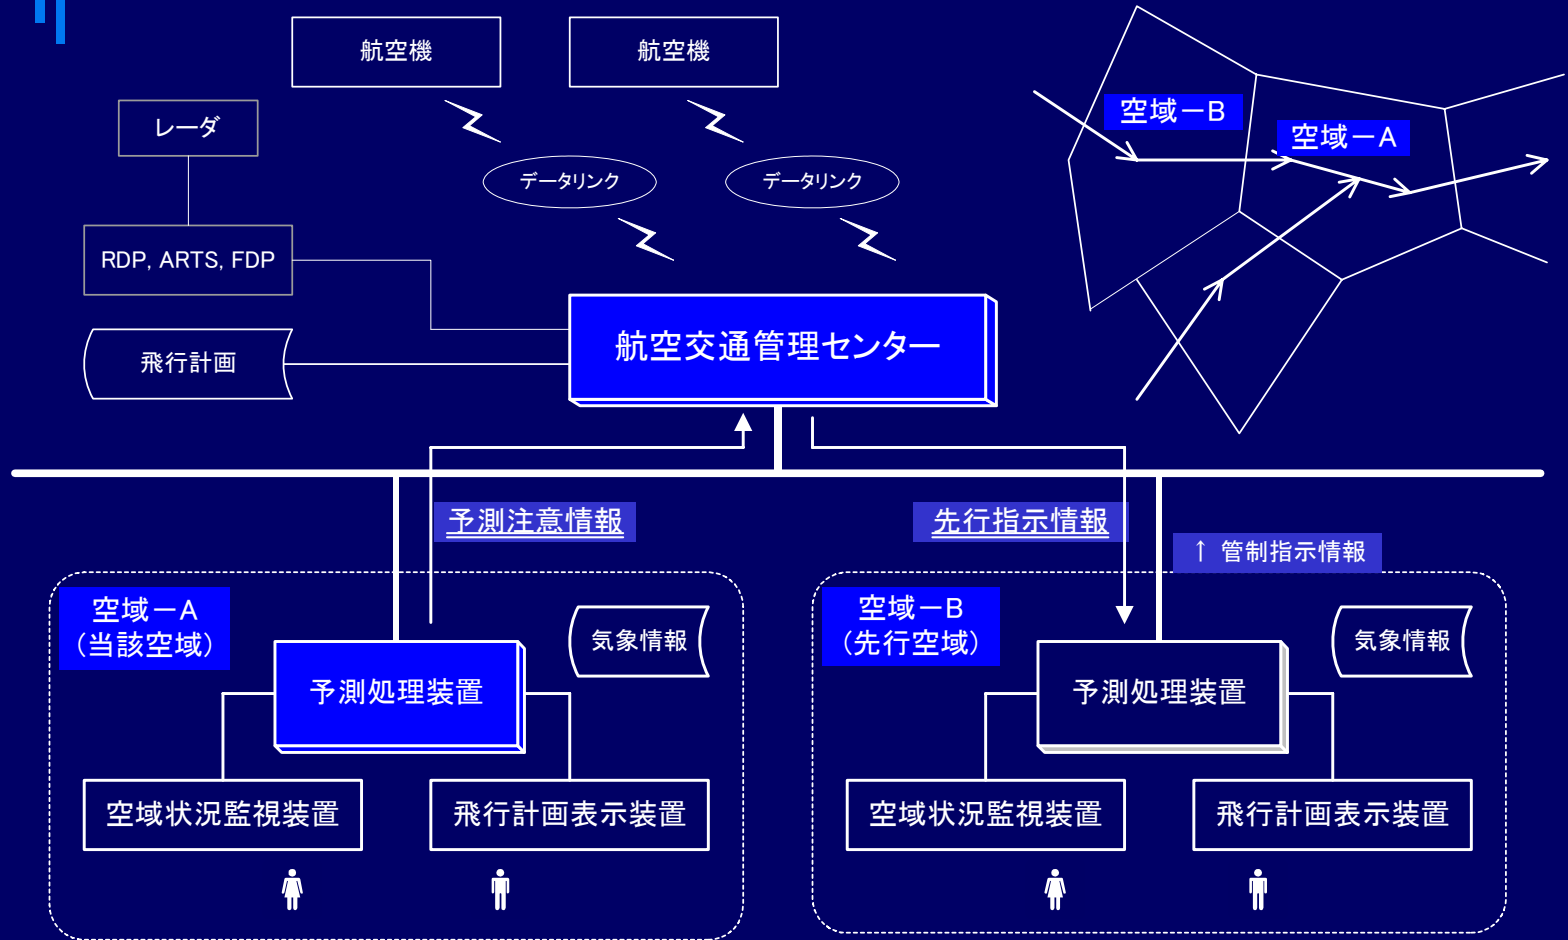 航空機
航空機
レーダ
データリンク
データリンク
RDP, ARTS, FDP
飛行計画
航空交通管理センター
空域－B
空域－A
予測注意情報
先行指示情報
↑ 管制指示情報
空域－A
(当該空域)
気象情報
予測処理装置
空域状況監視装置
飛行計画表示装置
空域－B
(先行空域)
気象情報
予測処理装置
空域状況監視装置
飛行計画表示装置